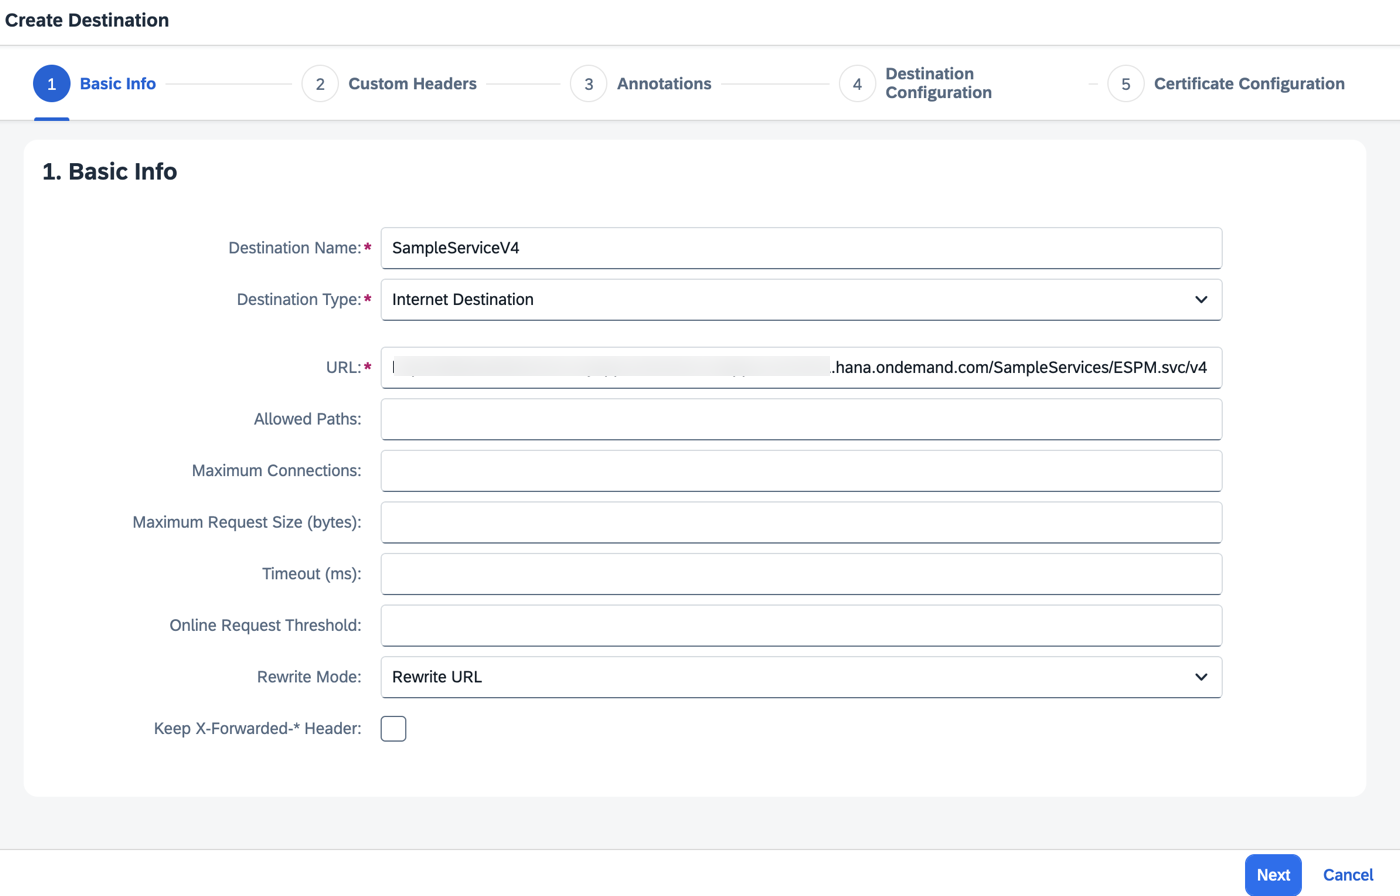 Create Destination
1 Basic Info
2 Custom Headers
3 Annotations
4 Destination
Configuration
5 Certificate Configuration
1. Basic Info
Destination Name:* SampleServiceV4
Destination Type:* Internet Destination
URL:* .hana.ondemand.com/SampleServices/ESPM.svc/v4
Allowed Paths:
Maximum Connections:
Maximum Request Size (bytes):
Timeout (ms):
Online Request Threshold:
Rewrite Mode: Rewrite URL
Keep X-Forwarded-* Header:
Next Cancel